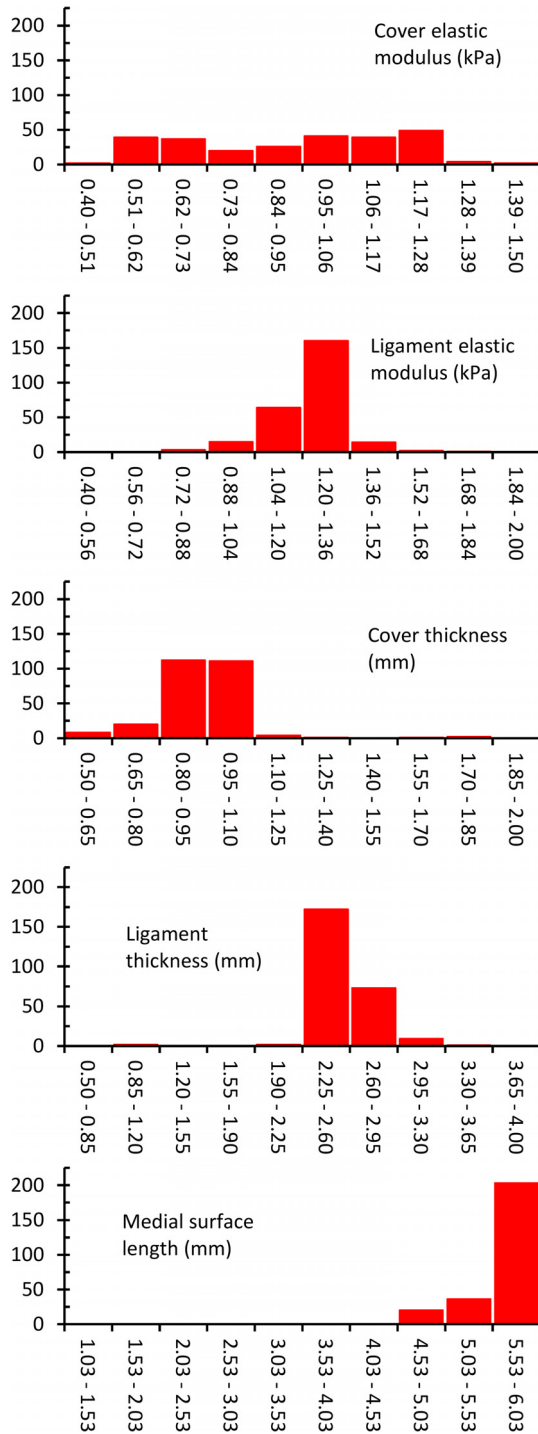 200
150
100
50
0
Cover elastic
modulus (kPa)
0.40 - 0.51
0.51 - 0.62
0.62 - 0.73
0.73 - 0.84
0.84 - 0.95
0.95 - 1.06
1.06 - 1.17
1.17 - 1.28
1.28 - 1.39
1.39 - 1.50
200
150
100
50
0
Ligament elastic
modulus (kPa)
0.40 - 0.56
0.56 - 0.72
0.72 - 0.88
0.88 - 1.04
1.04 - 1.20
1.20 - 1.36
1.36 - 1.52
1.52 - 1.68
1.68 - 1.84
1.84 - 2.00
200
150
100
50
0
Cover thickness
(mm)
0.50 - 0.65
0.65 - 0.80
0.80 - 0.95
0.95 - 1.10
1.10 - 1.25
1.25 - 1.40
1.40 - 1.55
1.55 - 1.70
1.70 - 1.85
1.85 - 2.00
200
150
100
50
0
Ligament
thickness (mm)
0.50 - 0.85
0.85 - 1.20
1.20 - 1.55
1.55 - 1.90
1.90 - 2.25
2.25 - 2.60
2.60 - 2.95
2.95 - 3.30
3.30 - 3.65
3.65 - 4.00
200
150
100
50
0
Medial surface
length (mm)
1.03 - 1.53
1.53 - 2.03
2.03 - 2.53
2.53 - 3.03
3.03 - 3.53
3.53 - 4.03
4.03 - 4.53
4.53 - 5.03
5.03 - 5.53
5.53 - 6.03